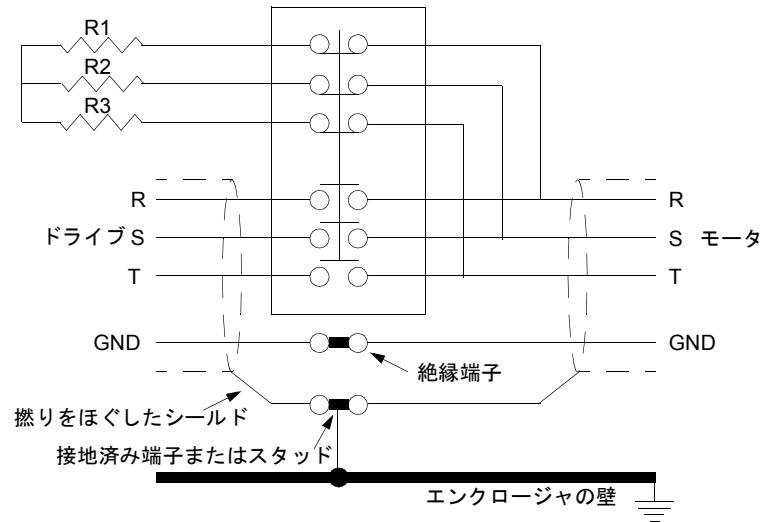 R1
R2
R3
R
R
ドライブ S
S モータ
T
T
GND
GND
絶縁端子
撚りをほぐしたシールド
接地済み端子またはスタッド
エンクロージャの壁